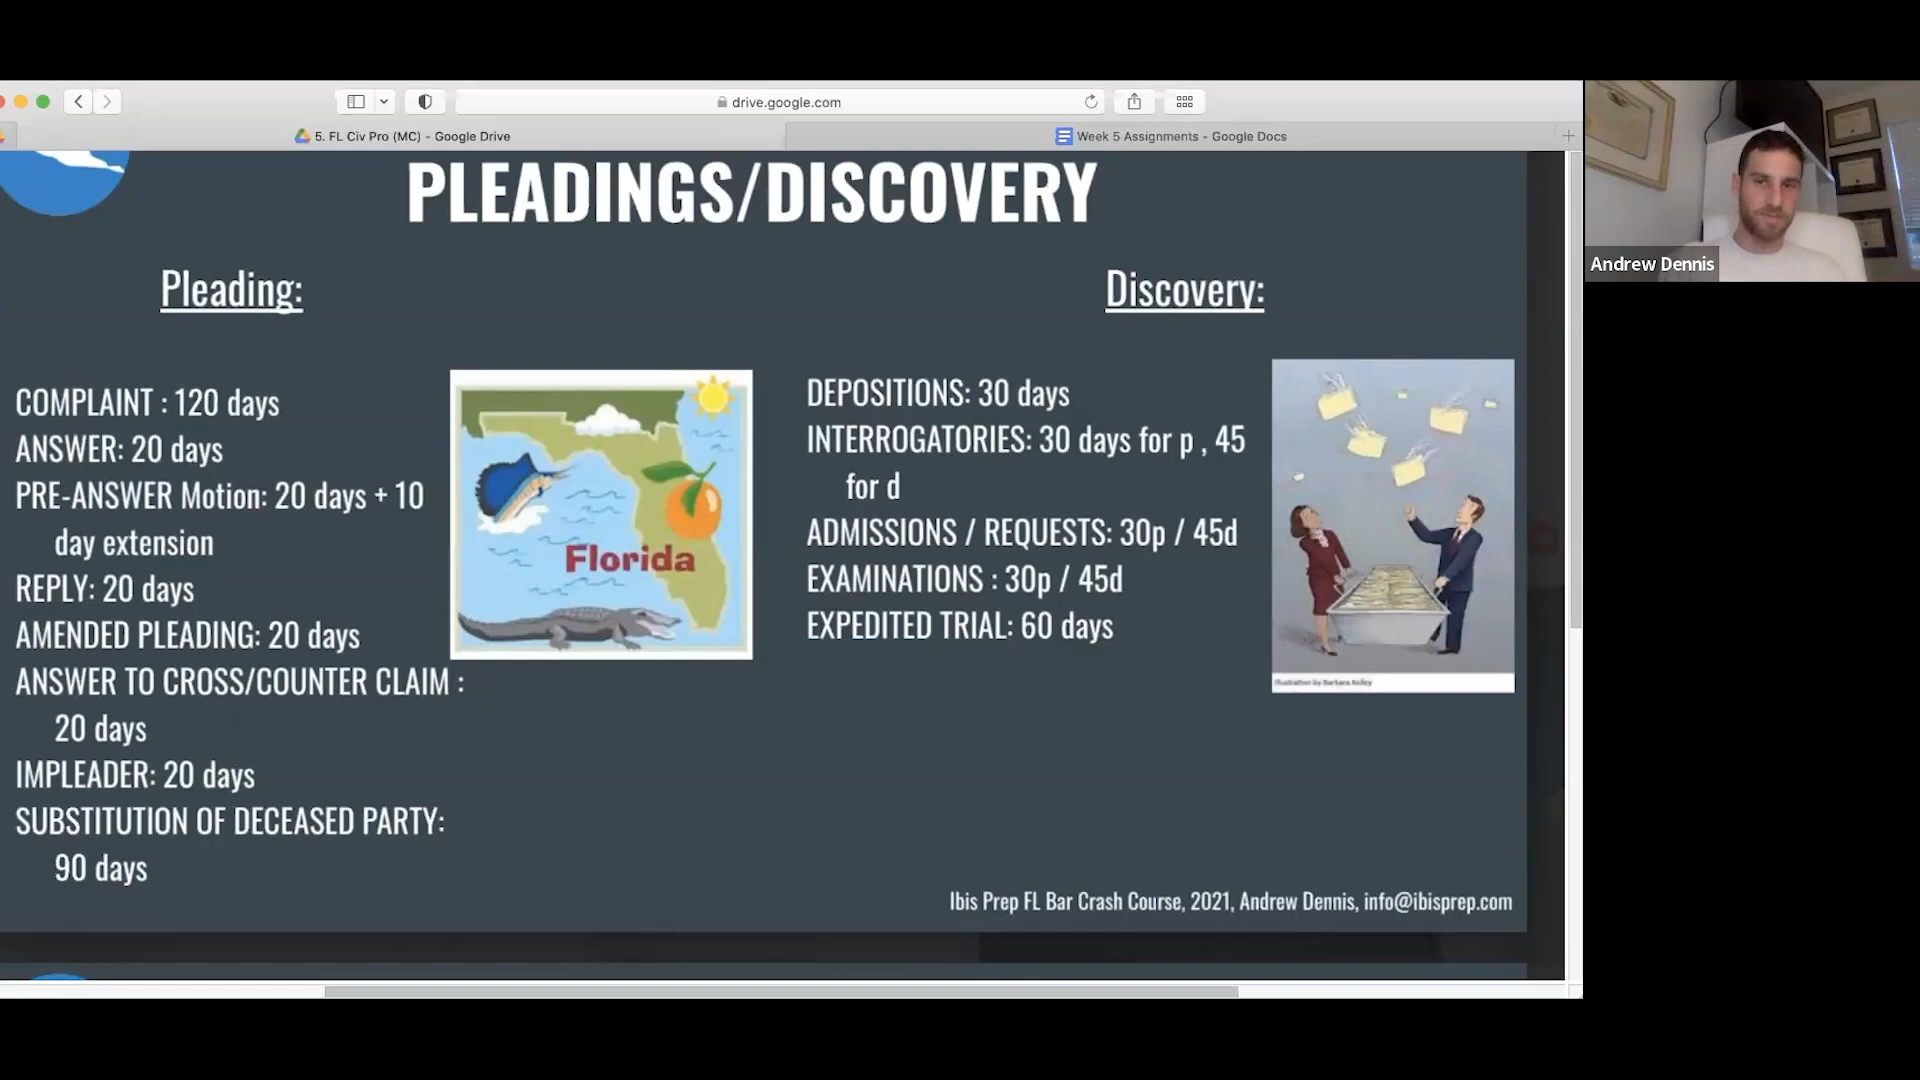 drive.google.com
5. FL Civ Pro (MC) - Google Drive
Week 5 Assignments - Google Docs
PLEADINGS/DISCOVERY
Pleading:
COMPLAINT : 120 days
ANSWER: 20 days
PRE-ANSWER Motion: 20 days + 10
day extension
REPLY: 20 days
AMENDED PLEADING: 20 days
ANSWER TO CROSS/COUNTER CLAIM :
20 days
IMPLEADER: 20 days
SUBSTITUTION OF DECEASED PARTY:
90 days
Florida
Discovery:
DEPOSITIONS: 30 days
INTERROGATORIES: 30 days for p , 45
for d
ADMISSIONS / REQUESTS: 30p / 45d
EXAMINATIONS : 30p / 45d
EXPEDITED TRIAL: 60 days
Illustration by Barbara Kelley
Ibis Prep FL Bar Crash Course, 2021, Andrew Dennis, info@ibisprep.com
Andrew Dennis